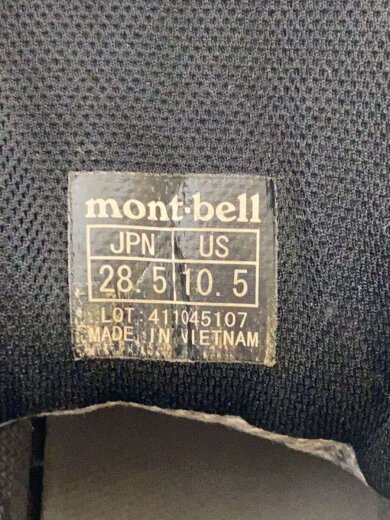 mont·bell
JPN US
28.5 10.5
LOT: 411045107
MADE IN VIETNAM